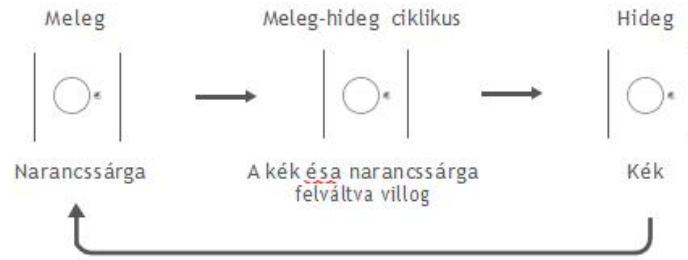 Meleg
Meleg-hideg ciklikus
Hideg
Narancssárga
A kék ésa narancssárga
felváltva villog
Kék